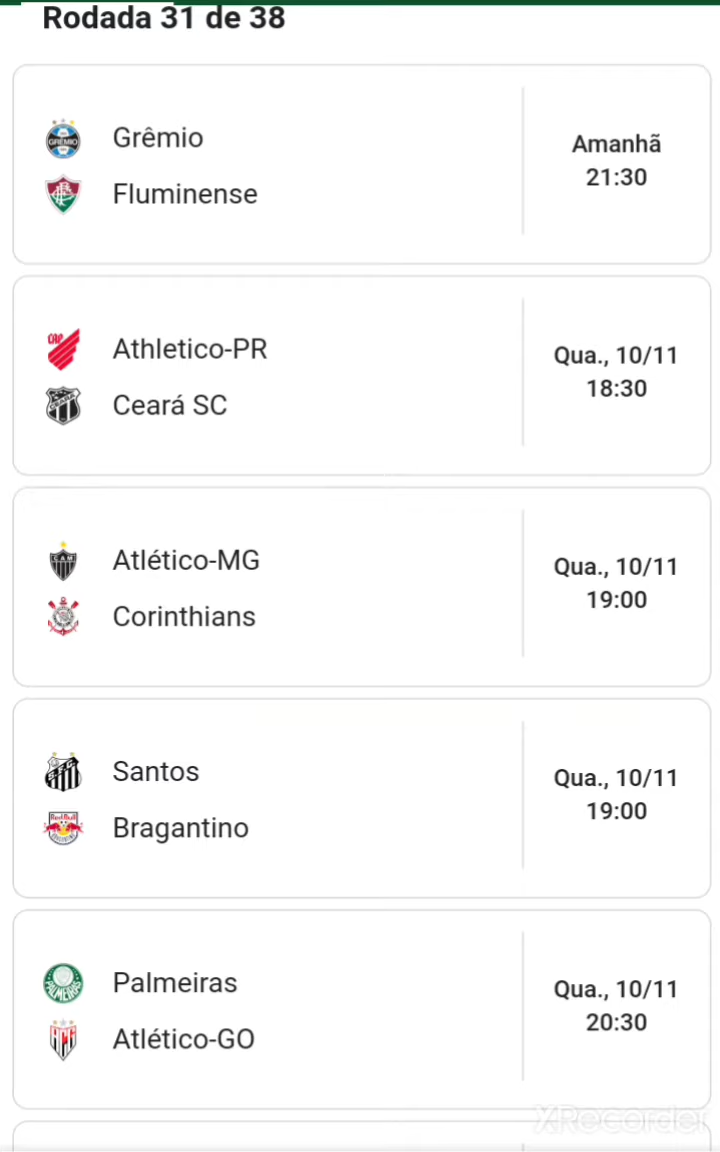 Rodada 31 de 38
Grêmio
Fluminense
Amanhã
21:30
Athletico-PR
Ceará SC
Qua., 10/11
18:30
Atlético-MG
Corinthians
Qua., 10/11
19:00
Santos
Bragantino
Qua., 10/11
19:00
Palmeiras
Atlético-GO
Qua., 10/11
20:30
XRecorder